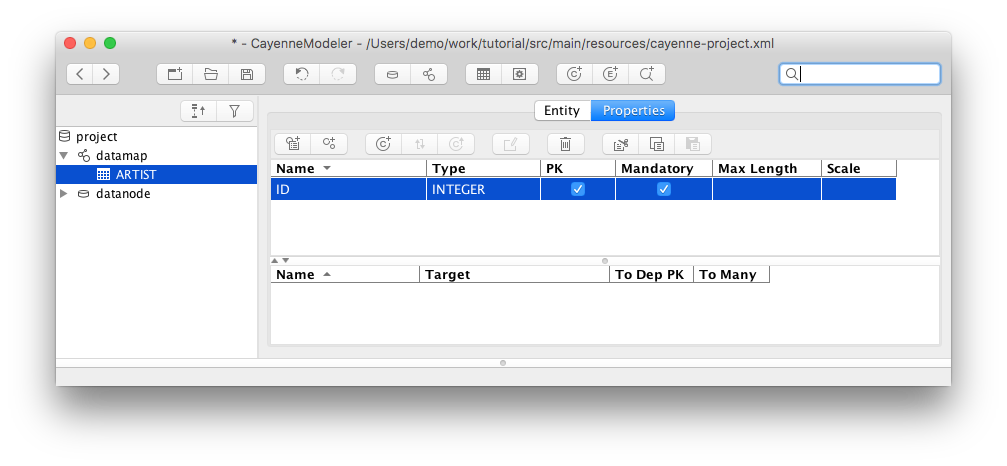 * - CayenneModeler - /Users/demo/work/tutorial/src/main/resources/cayenne-project.xml
project
datamap
ARTIST
datanode
Entity Properties
Name Type PK Mandatory Max Length Scale
ID INTEGER
Name Target To Dep PK To Many